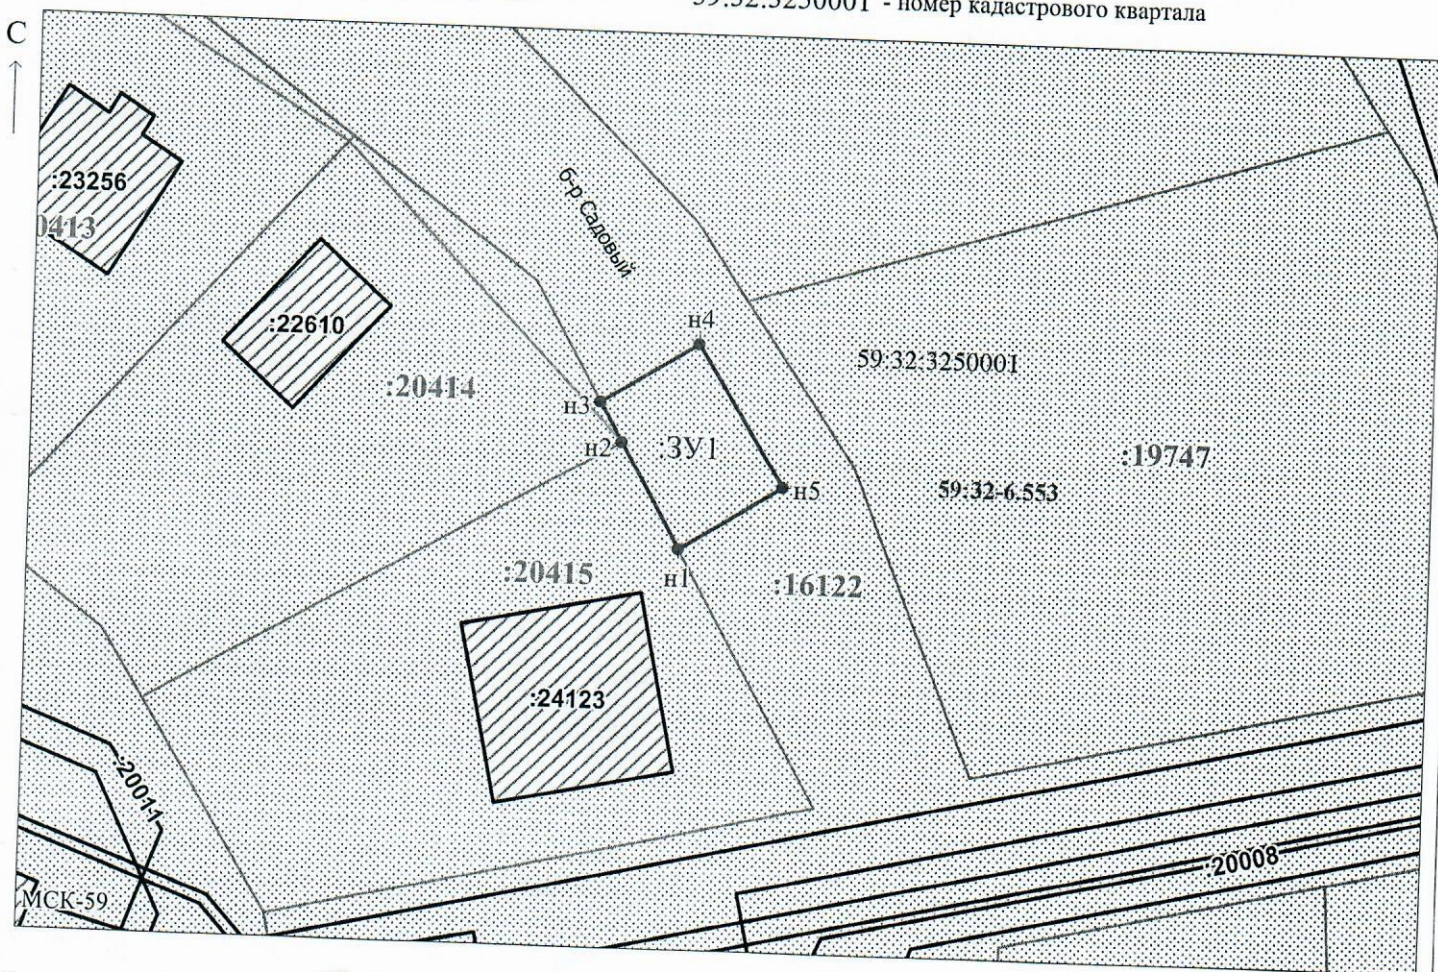 59:32:3250001 - номер кадастрового квартала
С
:23256
0413
б-р Садовый
:22610
н4
59:32:3250001
:20414
н3
н2
:ЗУ1
:19747
н5
59:32-6.553
:20415
н1
:16122
:24123
:20011
:20008
МСК-59